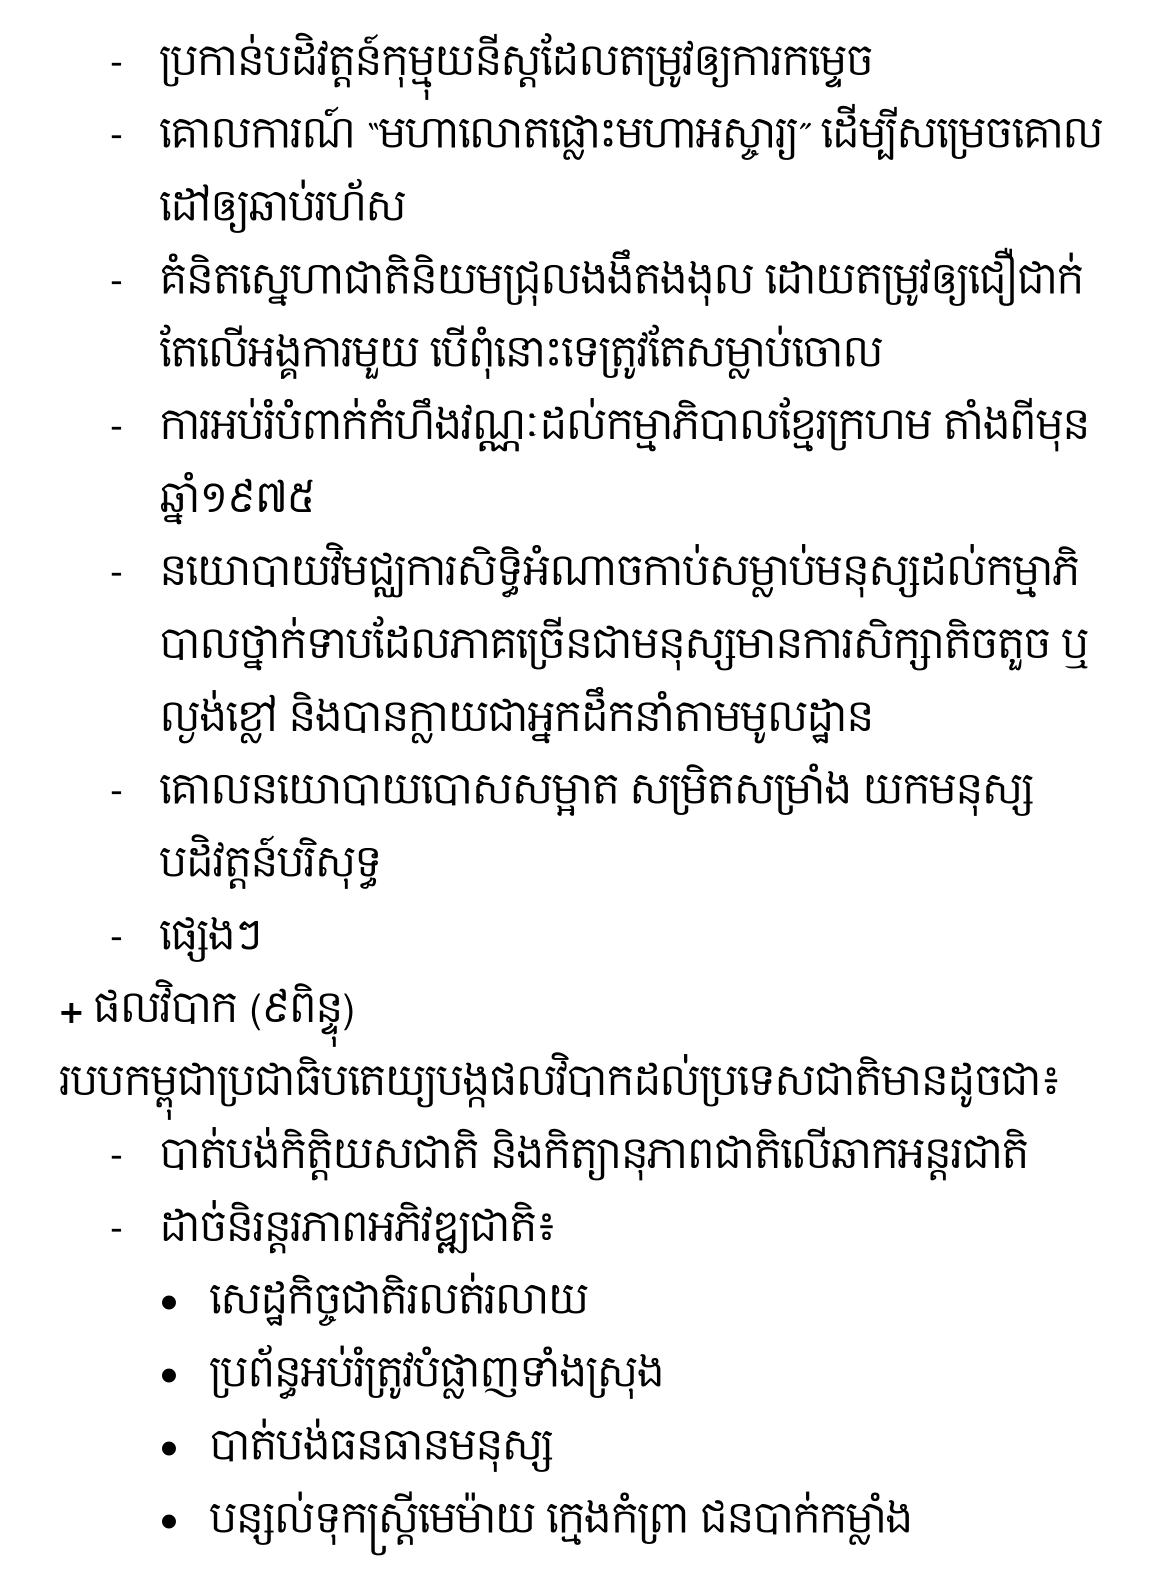 - ប្រកាន់បដិវត្តន៍កុម្មុយនីស្តដែលតម្រូវឲ្យការកម្ទេច
- គោលការណ៍ “មហាលោតផ្លោះមហាអស្ចារ្យ” ដើម្បីសម្រេចគោល
ដៅឲ្យឆាប់រហ័ស
- គំនិតស្នេហាជាតិនិយមជ្រុលងងឹតងងុល ដោយតម្រូវឲ្យជឿជាក់
តែលើអង្គការមួយ បើពុំនោះទេត្រូវតែសម្លាប់ចោល
- ការអប់រំបំពាក់កំហឹងវណ្ណៈដល់កម្មាភិបាលខ្មែរក្រហម តាំងពីមុន
ឆ្នាំ១៩៧៥
- នយោបាយវិមជ្ឈការសិទ្ធិអំណាចកាប់សម្លាប់មនុស្សដល់កម្មាភិ
បាលថ្នាក់ទាបដែលភាគច្រើនជាមនុស្សមានការសិក្សាតិចតួច ឬ
ល្ងង់ខ្លៅ និងបានក្លាយជាអ្នកដឹកនាំតាមមូលដ្ឋាន
- គោលនយោបាយបោសសម្អាត សម្រិតសម្រាំង យកមនុស្ស
បដិវត្តន៍បរិសុទ្ធ
- ផ្សេងៗ
+ ផលវិបាក (៩ពិន្ទុ)
របបកម្ពុជាប្រជាធិបតេយ្យបង្កផលវិបាកដល់ប្រទេសជាតិមានដូចជា៖
- បាត់បង់កិត្តិយសជាតិ និងកិត្យានុភាពជាតិលើឆាកអន្តរជាតិ
- ដាច់និរន្តរភាពអភិវឌ្ឍជាតិ៖
• សេដ្ឋកិច្ចជាតិរលត់រលាយ
• ប្រព័ន្ធអប់រំត្រូវបំផ្លាញទាំងស្រុង
• បាត់បង់ធនធានមនុស្ស
• បន្សល់ទុកស្ត្រីមេម៉ាយ ក្មេងកំព្រា ជនបាក់កម្លាំង